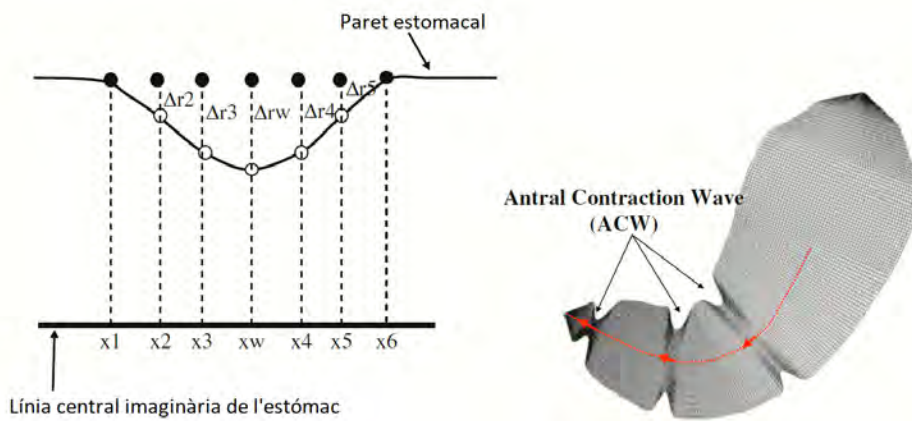 Paret estomacal
Δr2
Δr3
Δrw
Δr4
Δr5
x1
x2
x3
xw
x4
x5
x6
Línia central imaginària de l'estómac
Antral Contraction Wave
(ACW)